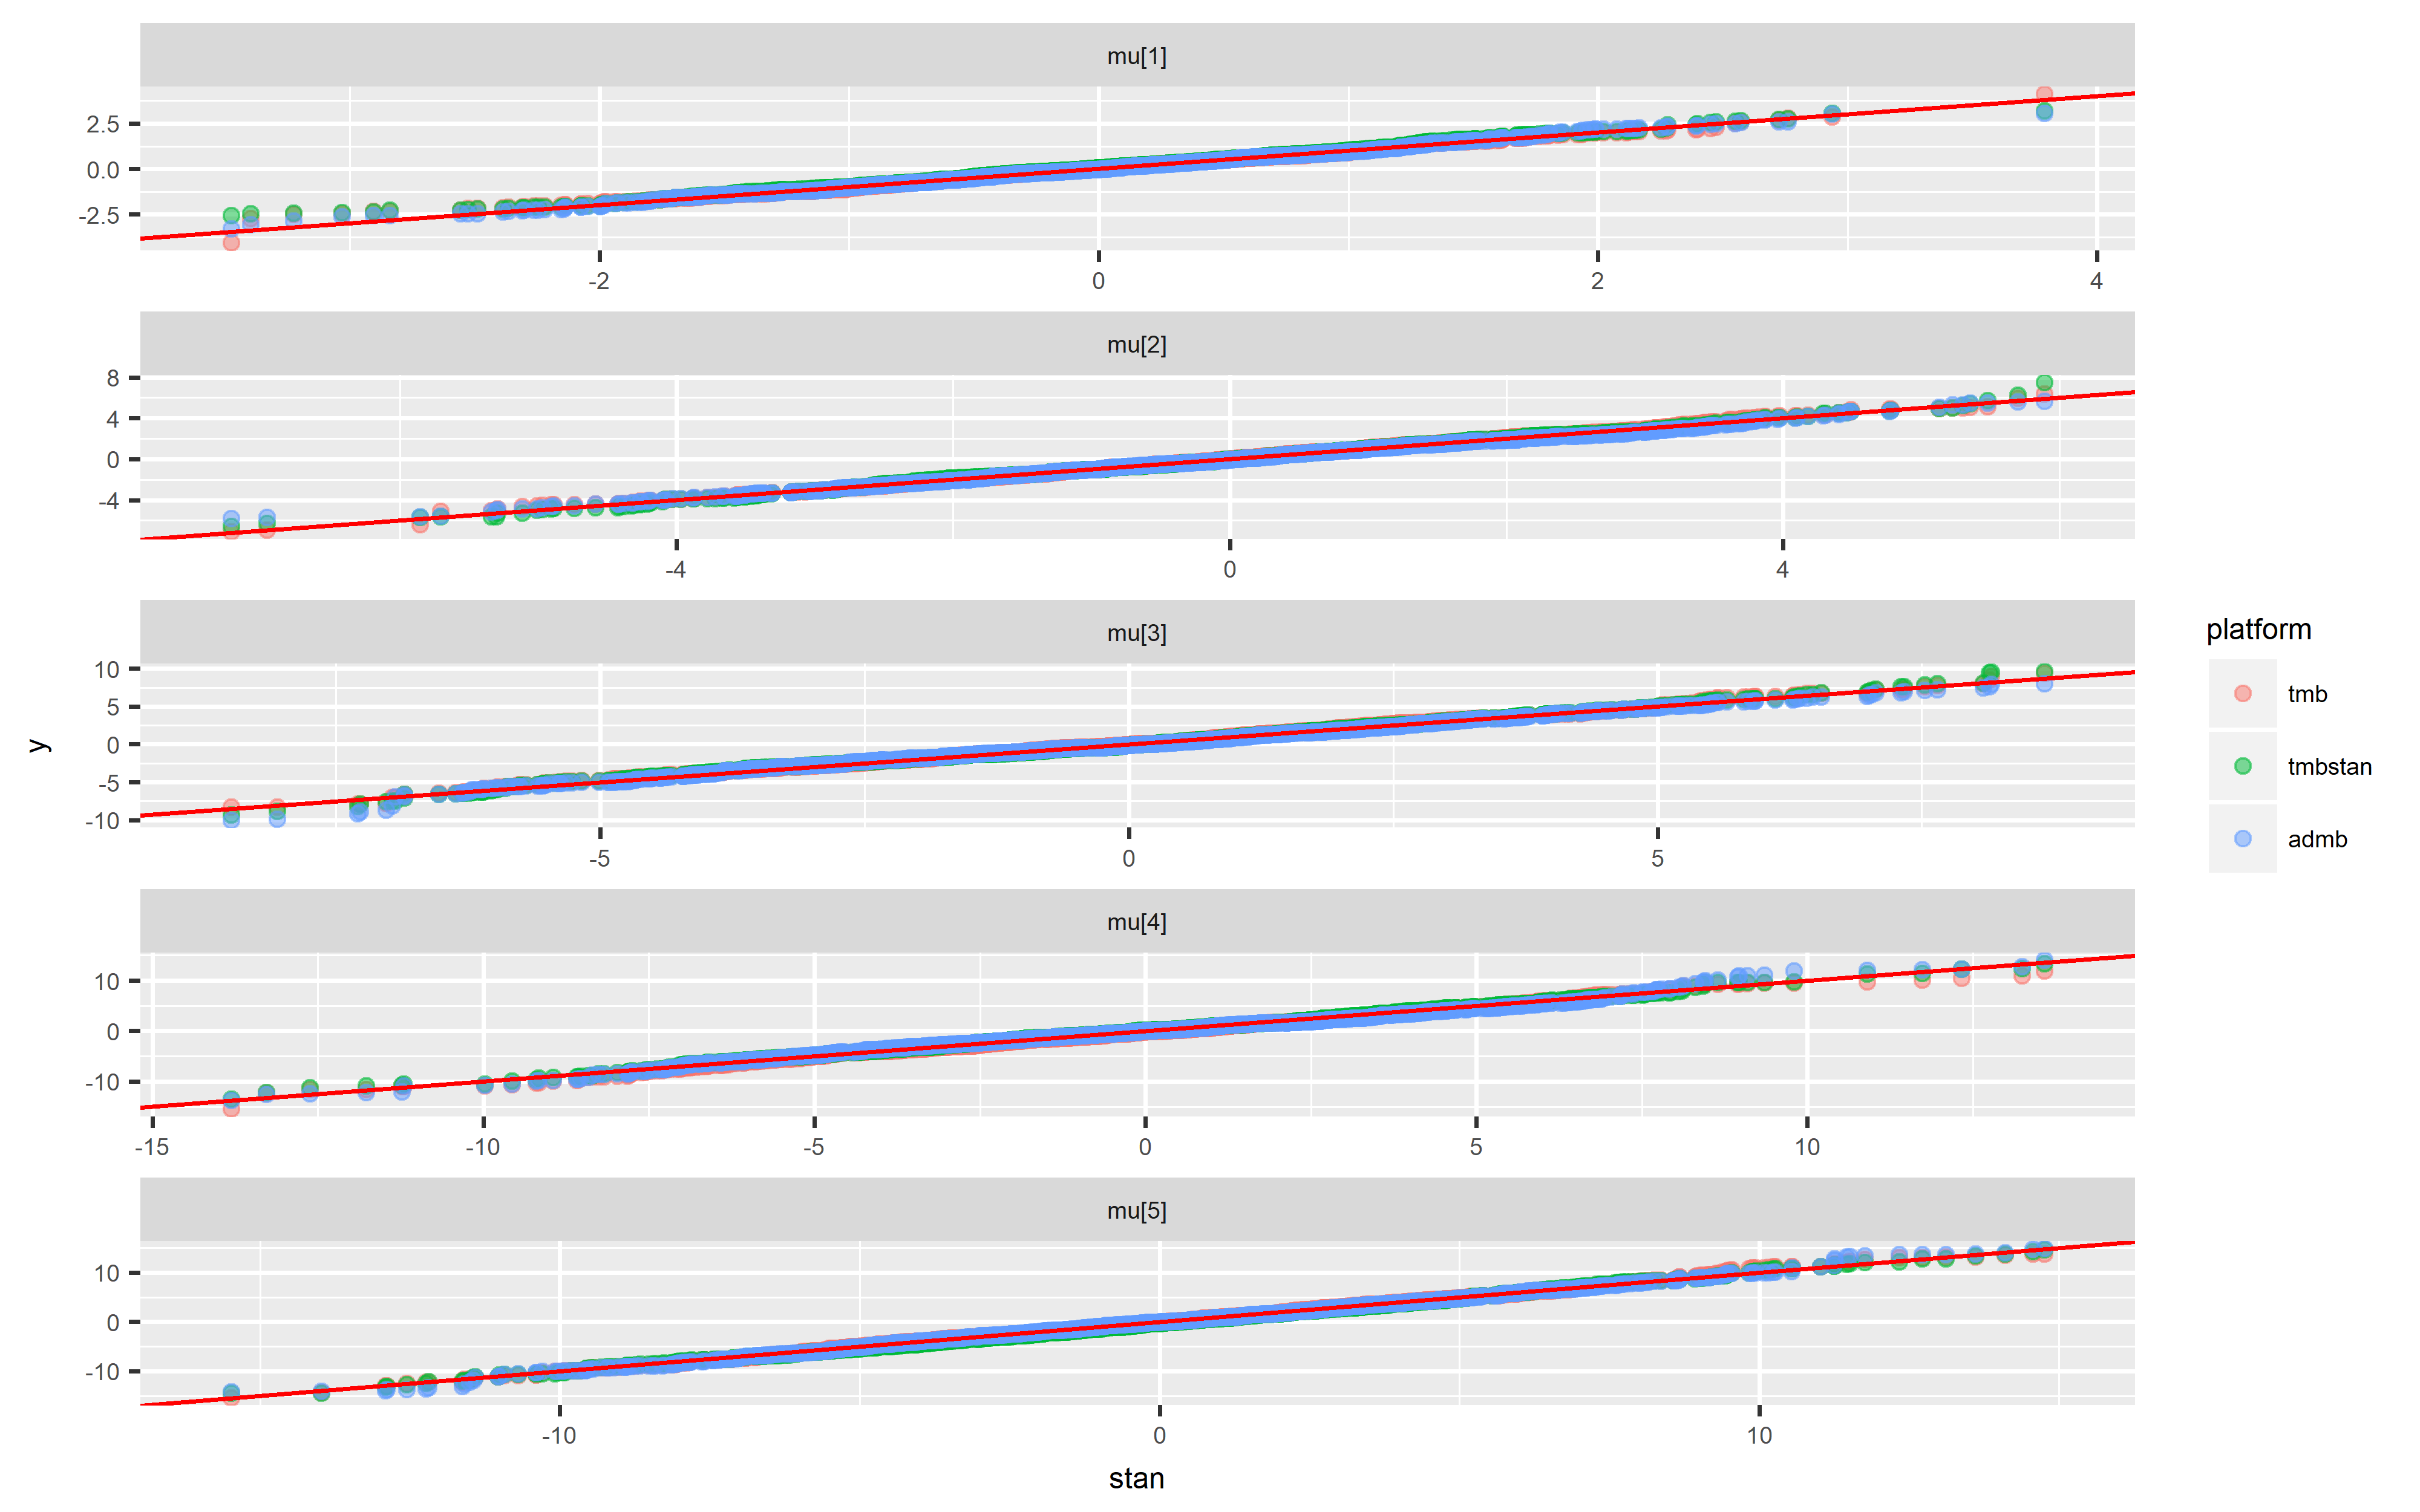 mu[1]
2.5
0.0
-2.5
-2 0 2 4
mu[2]
8
4
0
-4
-4 0 4
mu[3]
10
5
0
-5
-10
-5 0 5
mu[4]
10
0
-10
-15 -10 -5 0 5 10
mu[5]
10
0
-10
-10 0 10
stan
y
platform
tmb
tmbstan
admb